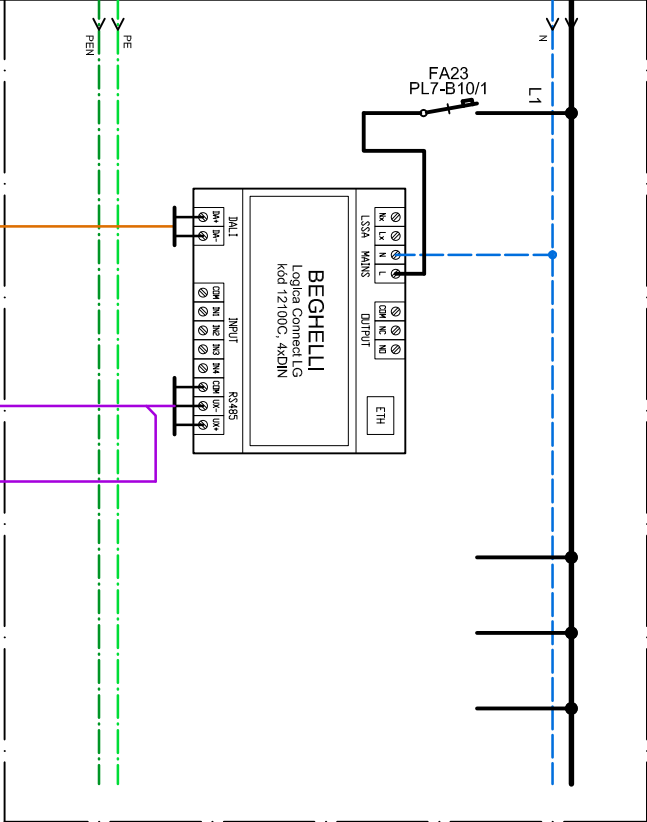 PEN
PE
N
FA23
PL7-B10/1
L1
DALI
DA+
DA-
LSSA
MAINS
Nx
Lx
N
L
BEGHELLI
Logica Connect LG
kód 12100C, 4xDIN
INPUT
COM
IN1
IN2
IN3
IN4
RS485
COM
UX-
UX+
OUTPUT
COM
NC
NO
ETH